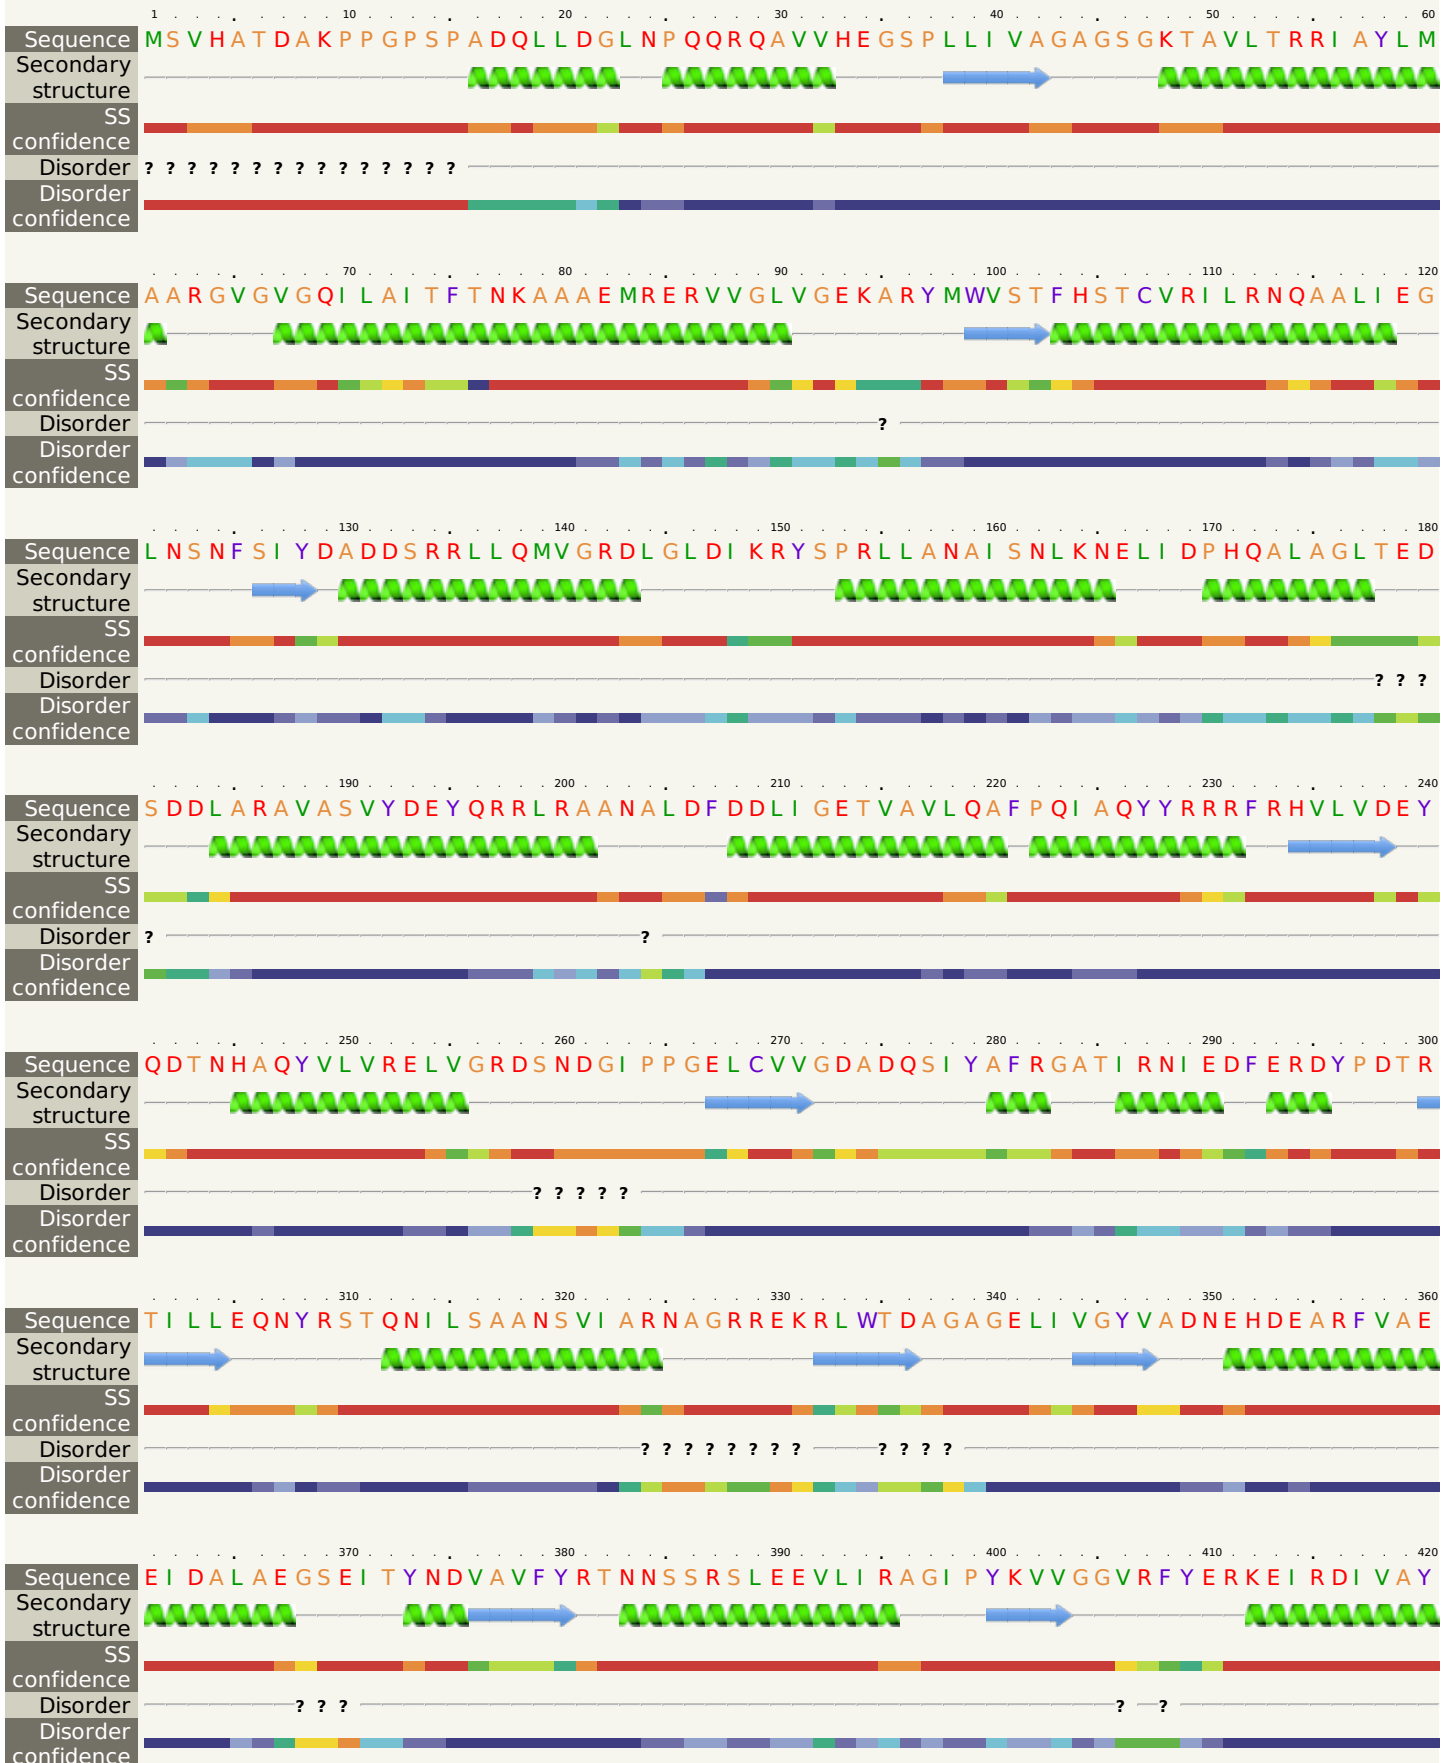 1 10 20 30 40 50 60
Sequence MSVHATDAKPPGPSPADQLLDGLNPQQRQAVVHEGSPLLIVAGAGSGKTAVLTRRIAYLM
Secondary
structure
SS
confidence
Disorder ? ? ? ? ? ? ? ? ? ? ? ? ? ? ?
Disorder
confidence
70 80 90 100 110 120
Sequence AARGVGVGQILAITFTNKAAAEMRERVVGLVGEKARYMWVSTFHSTCVRILRNQAALIEG
Secondary
structure
SS
confidence
Disorder ?
Disorder
confidence
130 140 150 160 170 180
Sequence LNSNFSIYDADDSRRLLQMVGRDLGLDIKRYSPRLLANAISNLKNELIDPHQALAGLTED
Secondary
structure
SS
confidence
Disorder ? ? ?
Disorder
confidence
190 200 210 220 230 240
Sequence SDDLARAVASVYDEYQRRLRAANALDFDDLIGETVAVLQAFPQIAQYYRRRFRHVLVDEY
Secondary
structure
SS
confidence
Disorder ? ?
Disorder
confidence
250 260 270 280 290 300
Sequence QDTNHAQYVLVRELVGRDSNDGIPPGELCVVGDADQSIYAFRGATIRNIEDFERDYPDTR
Secondary
structure
SS
confidence
Disorder ? ? ? ? ?
Disorder
confidence
310 320 330 340 350 360
Sequence TILLEQNYRSTQNILSAANSVIARNAGRREKRLWTDAGAGELIVGYVADNEHDEARFVAE
Secondary
structure
SS
confidence
Disorder ? ? ? ? ? ? ? ? ? ? ? ?
Disorder
confidence
370 380 390 400 410 420
Sequence EIDALAEGSEITYNDVAVFYRTNNSSRSLEEVLIRAGIPYKVVGGVRFYERKEIRDIVAY
Secondary
structure
SS
confidence
Disorder ? ? ? ? ?
Disorder
confidence